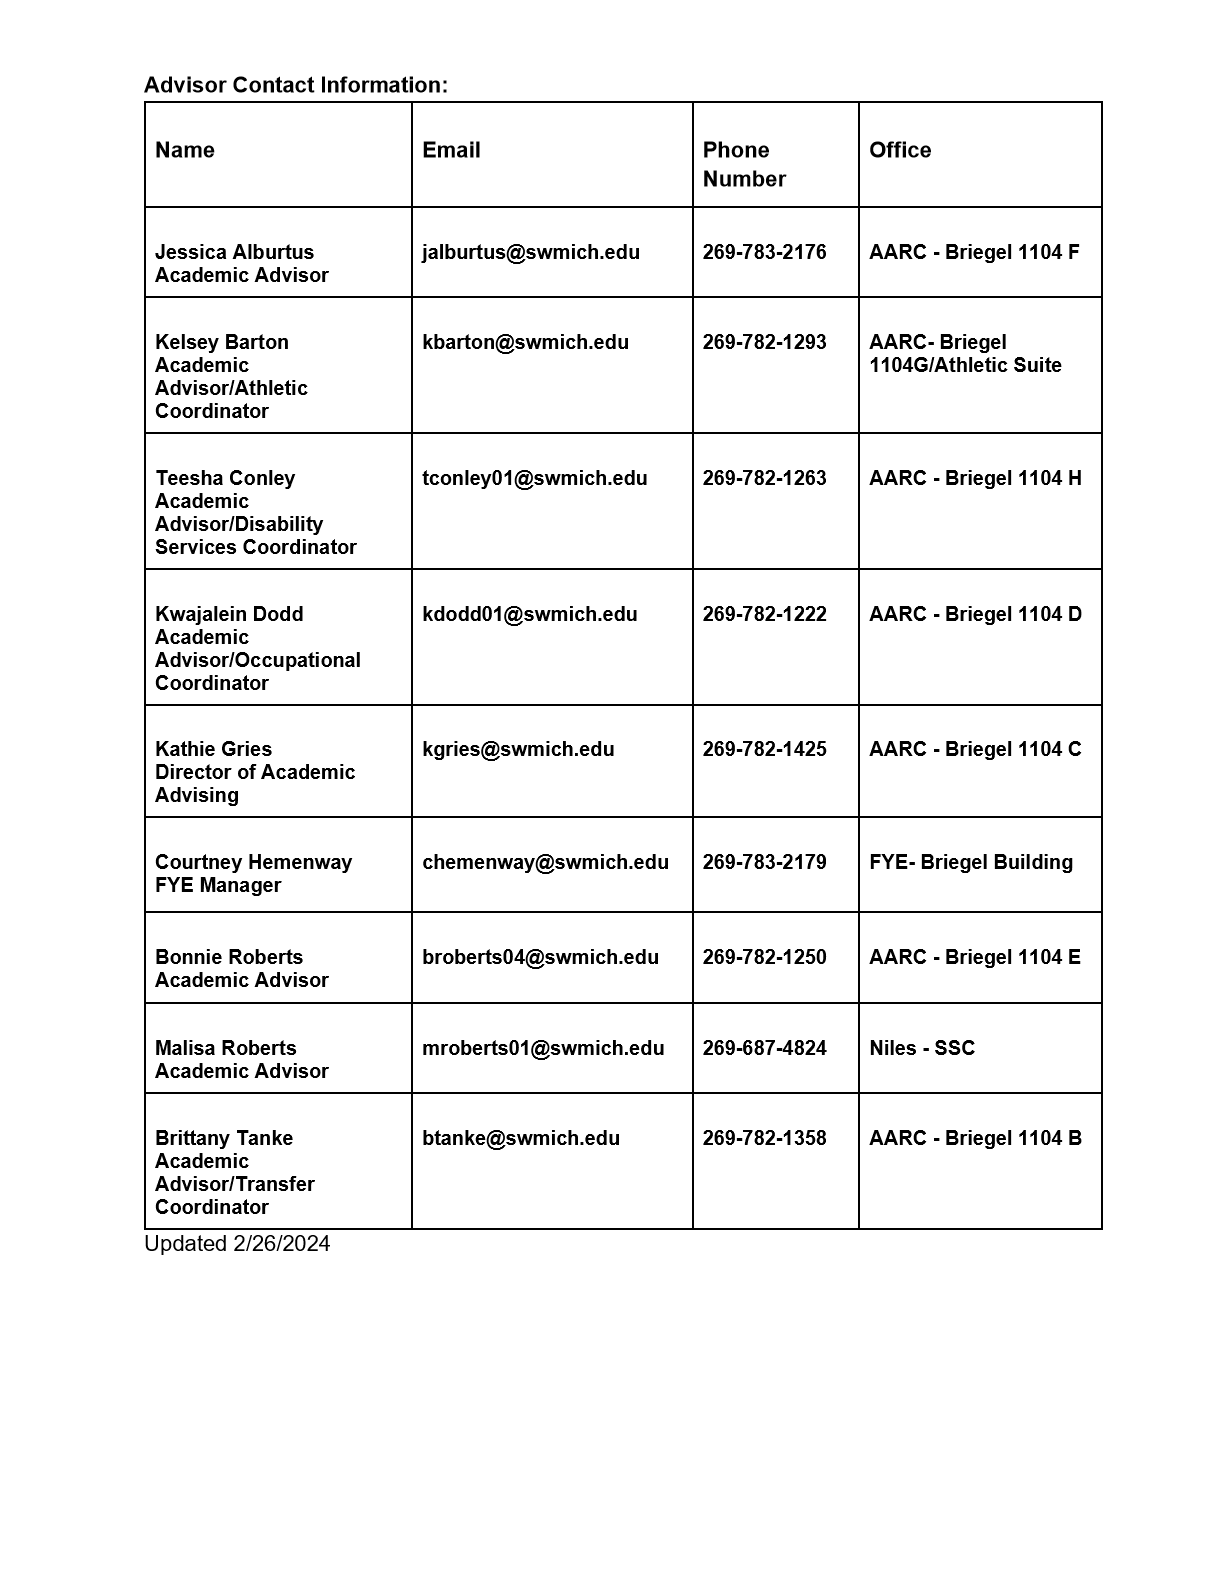 Advisor Contact Information:
Name
Email
Phone
Number
Office
Jessica Alburtus
Academic Advisor
jalburtus@swmich.edu
269-783-2176
AARC - Briegel 1104 F
Kelsey Barton
Academic
Advisor/Athletic
Coordinator
kbarton@swmich.edu
269-782-1293
AARC- Briegel
1104G/Athletic Suite
Teesha Conley
Academic
Advisor/Disability
Services Coordinator
tconley01@swmich.edu
269-782-1263
AARC - Briegel 1104 H
Kwajalein Dodd
Academic
Advisor/Occupational
Coordinator
kdodd01@swmich.edu
269-782-1222
AARC - Briegel 1104 D
Kathie Gries
Director of Academic
Advising
kgries@swmich.edu
269-782-1425
AARC - Briegel 1104 C
Courtney Hemenway
FYE Manager
chemenway@swmich.edu
269-783-2179
FYE- Briegel Building
Bonnie Roberts
Academic Advisor
broberts04@swmich.edu
269-782-1250
AARC - Briegel 1104 E
Malisa Roberts
Academic Advisor
mroberts01@swmich.edu
269-687-4824
Niles - SSC
Brittany Tanke
Academic
Advisor/Transfer
Coordinator
btanke@swmich.edu
269-782-1358
AARC - Briegel 1104 B
Updated 2/26/2024